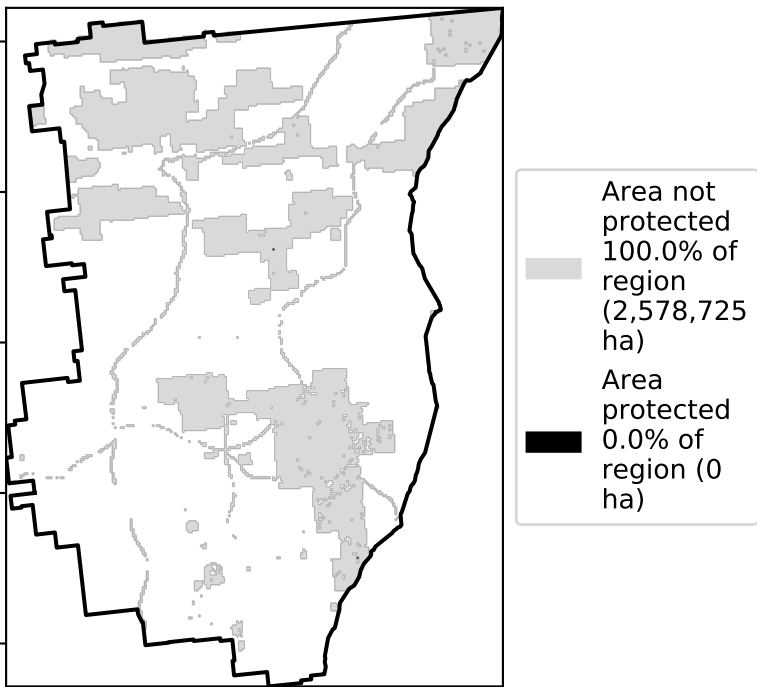 Area not
protected
100.0% of
region
(2,578,725
ha)
Area
protected
0.0% of
region (0
ha)